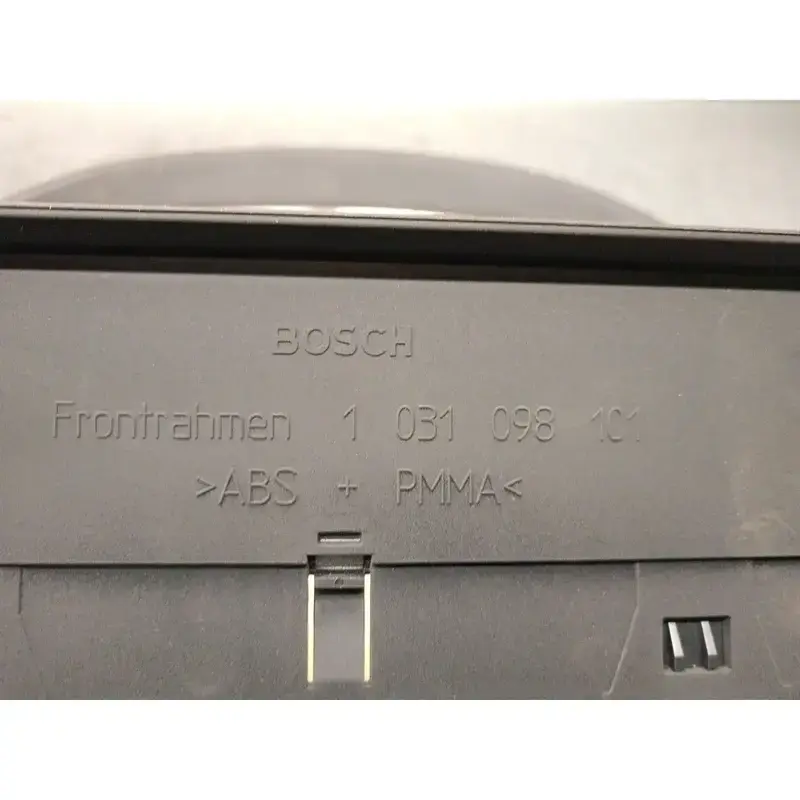 BOSCH
Frontrahmen 1 031 098 101
>ABS + PMMA<